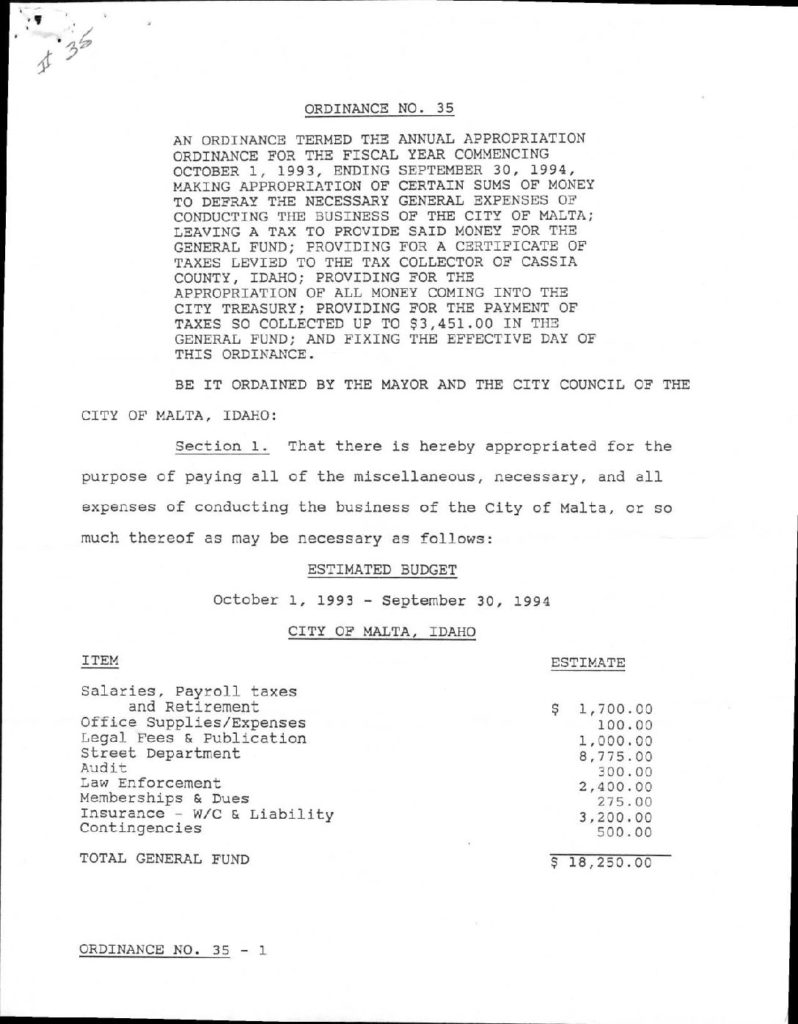 # 35
ORDINANCE NO. 35
AN ORDINANCE TERMED THE ANNUAL APPROPRIATION
ORDINANCE FOR THE FISCAL YEAR COMMENCING
OCTOBER 1, 1993, ENDING SEPTEMBER 30, 1994,
MAKING APPROPRIATION OF CERTAIN SUMS OF MONEY
TO DEFRAY THE NECESSARY GENERAL EXPENSES OF
CONDUCTING THE BUSINESS OF THE CITY OF MALTA;
LEAVING A TAX TO PROVIDE SAID MONEY FOR THE
GENERAL FUND; PROVIDING FOR A CERTIFICATE OF
TAXES LEVIED TO THE TAX COLLECTOR OF CASSIA
COUNTY, IDAHO; PROVIDING FOR THE
APPROPRIATION OF ALL MONEY COMING INTO THE
CITY TREASURY; PROVIDING FOR THE PAYMENT OF
TAXES SO COLLECTED UP TO $3,451.00 IN THE
GENERAL FUND; AND FIXING THE EFFECTIVE DAY OF
THIS ORDINANCE.
BE IT ORDAINED BY THE MAYOR AND THE CITY COUNCIL OF THE
CITY OF MALTA, IDAHO:
Section 1. That there is hereby appropriated for the
purpose of paying all of the miscellaneous, necessary, and all
expenses of conducting the business of the City of Malta, or so
much thereof as may be necessary as follows:
ESTIMATED BUDGET
October 1, 1993 - September 30, 1994
CITY OF MALTA, IDAHO
ITEM ESTIMATE
Salaries, Payroll taxes
and Retirement $ 1,700.00
Office Supplies/Expenses 100.00
Legal Fees & Publication 1,000.00
Street Department 8,775.00
Audit 300.00
Law Enforcement 2,400.00
Memberships & Dues 275.00
Insurance - W/C & Liability 3,200.00
Contingencies 500.00
TOTAL GENERAL FUND $ 18,250.00
ORDINANCE NO. 35 - 1